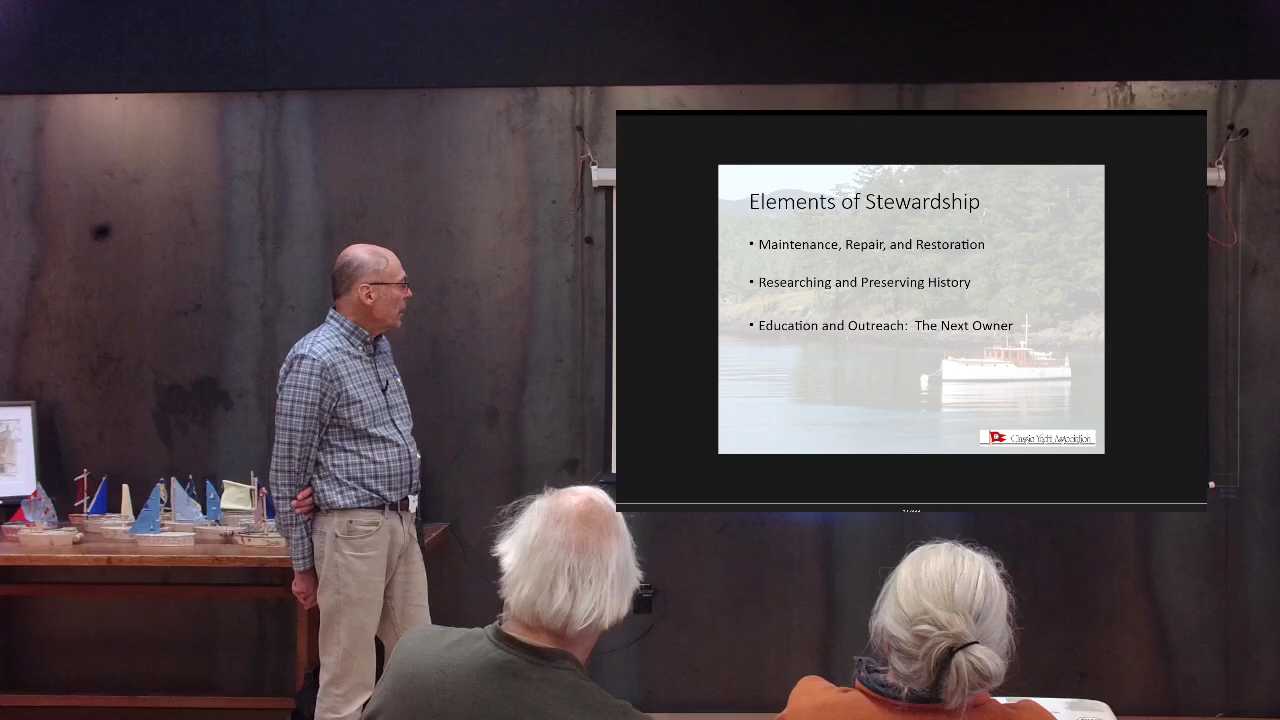 Elements of Stewardship
• Maintenance, Repair, and Restoration
• Researching and Preserving History
• Education and Outreach: The Next Owner
Classic Yacht Association